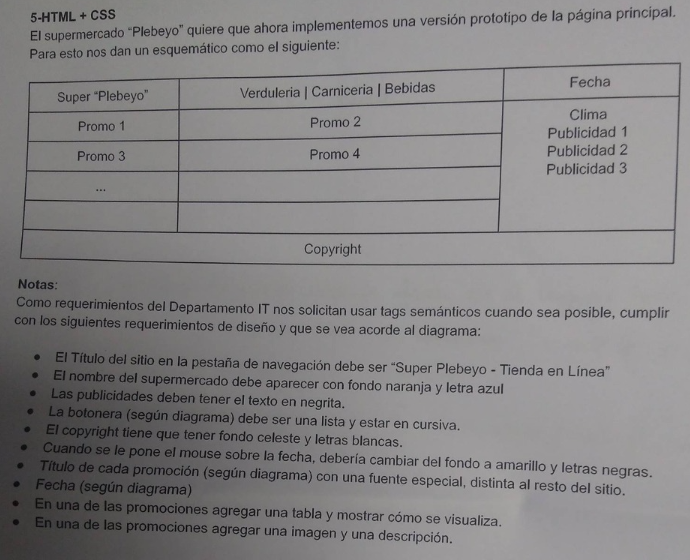 5-HTML + CSS
El supermercado “Plebeyo” quiere que ahora implementemos una versión prototipo de la página principal.
Para esto nos dan un esquemático como el siguiente:
Super “Plebeyo” Verduleria | Carniceria | Bebidas Fecha
Promo 1 Promo 2 Clima
Publicidad 1
Promo 3 Promo 4 Publicidad 2
Publicidad 3
...
Copyright
Notas:
Como requerimientos del Departamento IT nos solicitan usar tags semánticos cuando sea posible, cumplir
con los siguientes requerimientos de diseño y que se vea acorde al diagrama:
• El Título del sitio en la pestaña de navegación debe ser “Super Plebeyo - Tienda en Línea”
• El nombre del supermercado debe aparecer con fondo naranja y letra azul
• Las publicidades deben tener el texto en negrita.
• La botonera (según diagrama) debe ser una lista y estar en cursiva.
• El copyright tiene que tener fondo celeste y letras blancas.
• Cuando se le pone el mouse sobre la fecha, debería cambiar del fondo a amarillo y letras negras.
• Título de cada promoción (según diagrama) con una fuente especial, distinta al resto del sitio.
• Fecha (según diagrama)
• En una de las promociones agregar una tabla y mostrar cómo se visualiza.
• En una de las promociones agregar una imagen y una descripción.